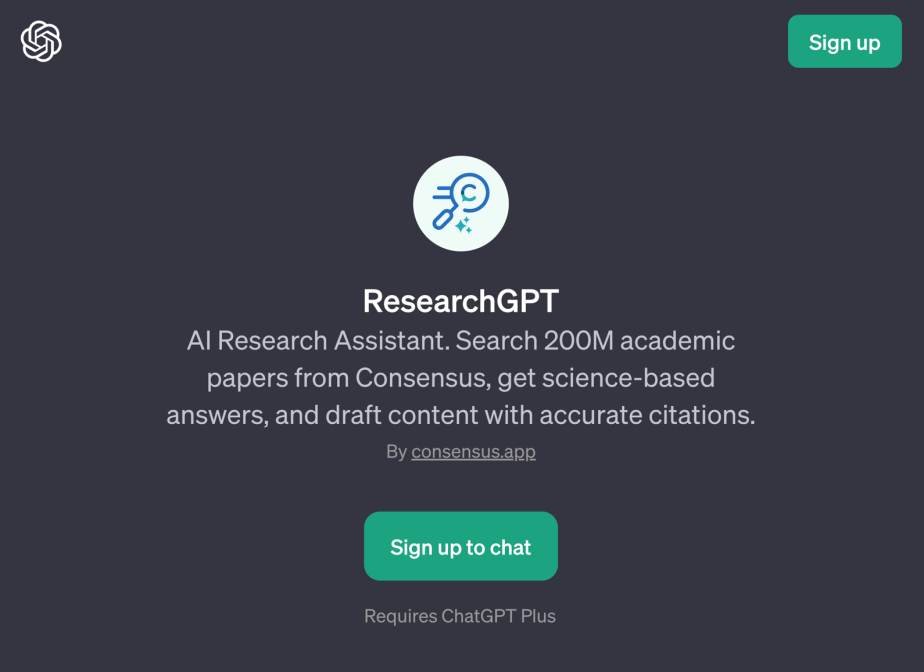 Sign up
ResearchGPT
AI Research Assistant. Search 200M academic
papers from Consensus, get science-based
answers, and draft content with accurate citations.
By consensus.app
Sign up to chat
Requires ChatGPT Plus